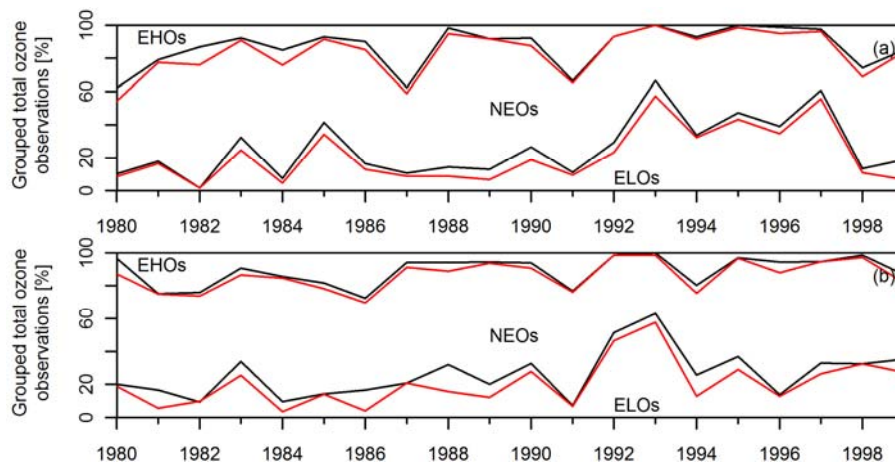 Grouped total ozone
observations [%]
100
60
20
0
EHOs
(a)
NEOs
ELOs
1980 1982 1984 1986 1988 1990 1992 1994 1996 1998
Grouped total ozone
observations [%]
100
60
20
0
EHOs
(b)
NEOs
ELOs
1980 1982 1984 1986 1988 1990 1992 1994 1996 1998